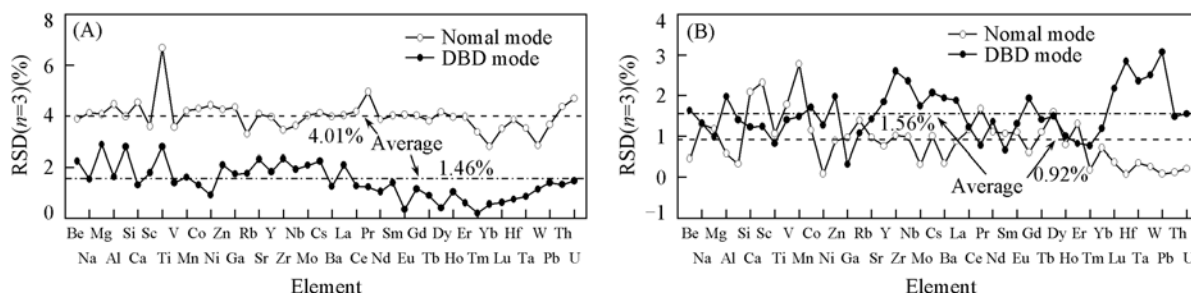 (A)
Nomal mode
DBD mode
RSD(n=3)(%)
8
6
4
2
0
4.01%
Average
1.46%
Be Mg Si Sc V Co Zn Rb Y Nb Cs La Pr Sm Gd Dy Er Yb Hf W Th
Na Al Ca Ti Mn Ni Ga Sr Zr Mo Ba Ce Nd Eu Tb Ho Tm Lu Ta Pb U
Element
(B)
Nomal mode
DBD mode
RSD(n=3)(%)
4
3
2
1
0
−1
1.56%
Average
0.92%
Be Mg Si Sc V Co Zn Rb Y Nb Cs La Pr Sm Gd Dy Er Yb Hf W Th
Na Al Ca Ti Mn Ni Ga Sr Zr Mo Ba Ce Nd Eu Tb Ho Tm Lu Ta Pb U
Element